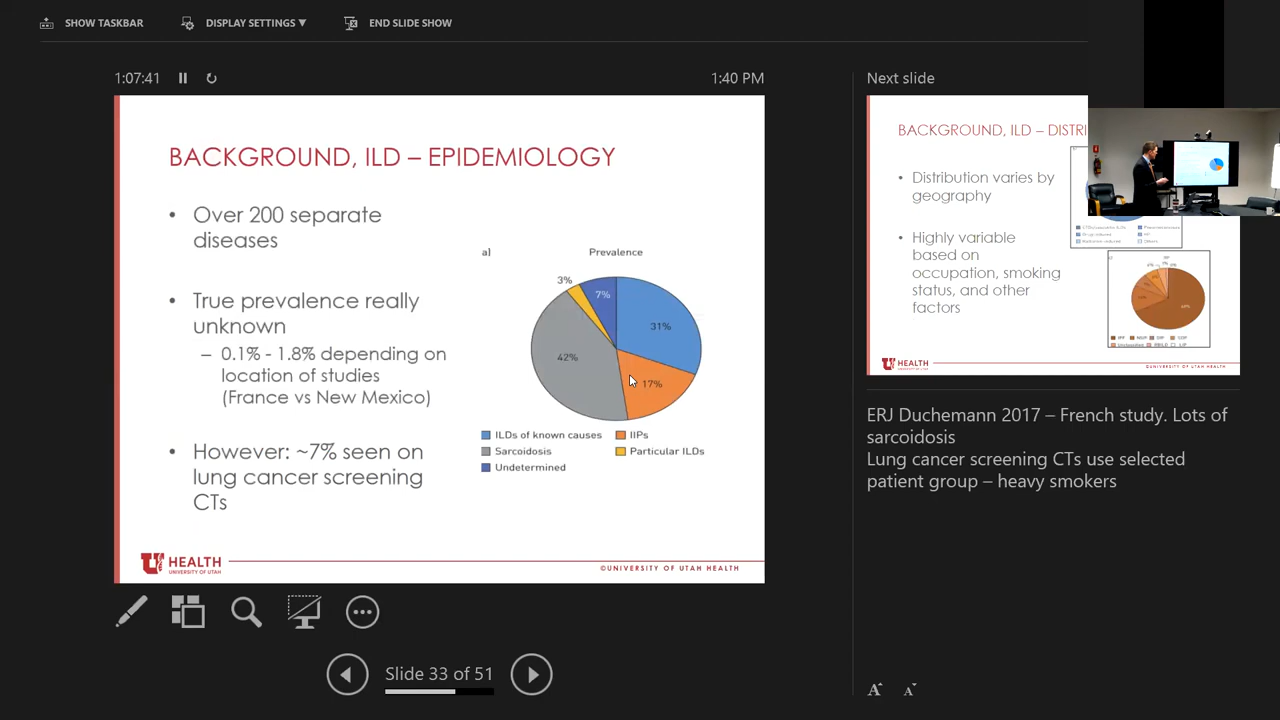 SHOW TASKBAR
DISPLAY SETTINGS ▼
END SLIDE SHOW
1:07:41
1:40 PM
BACKGROUND, ILD – EPIDEMIOLOGY
• Over 200 separate
diseases
• True prevalence really
unknown
– 0.1% - 1.8% depending on
location of studies
(France vs New Mexico)
• However: ~7% seen on
lung cancer screening
CTs
a)
Prevalence
3%
7%
31%
42%
17%
ILDs of known causes
IIPs
Sarcoidosis
Particular ILDs
Undetermined
U HEALTH
UNIVERSITY OF UTAH
©UNIVERSITY OF UTAH HEALTH
Slide 33 of 51
Next slide
BACKGROUND, ILD – DISTRI
• Distribution varies by
geography
• Highly variable
based on
occupation, smoking
status, and other
factors
U HEALTH
©UNIVERSITY OF UTAH HEALTH
ERJ Duchemann 2017 – French study. Lots of
sarcoidosis
Lung cancer screening CTs use selected
patient group – heavy smokers
A
A